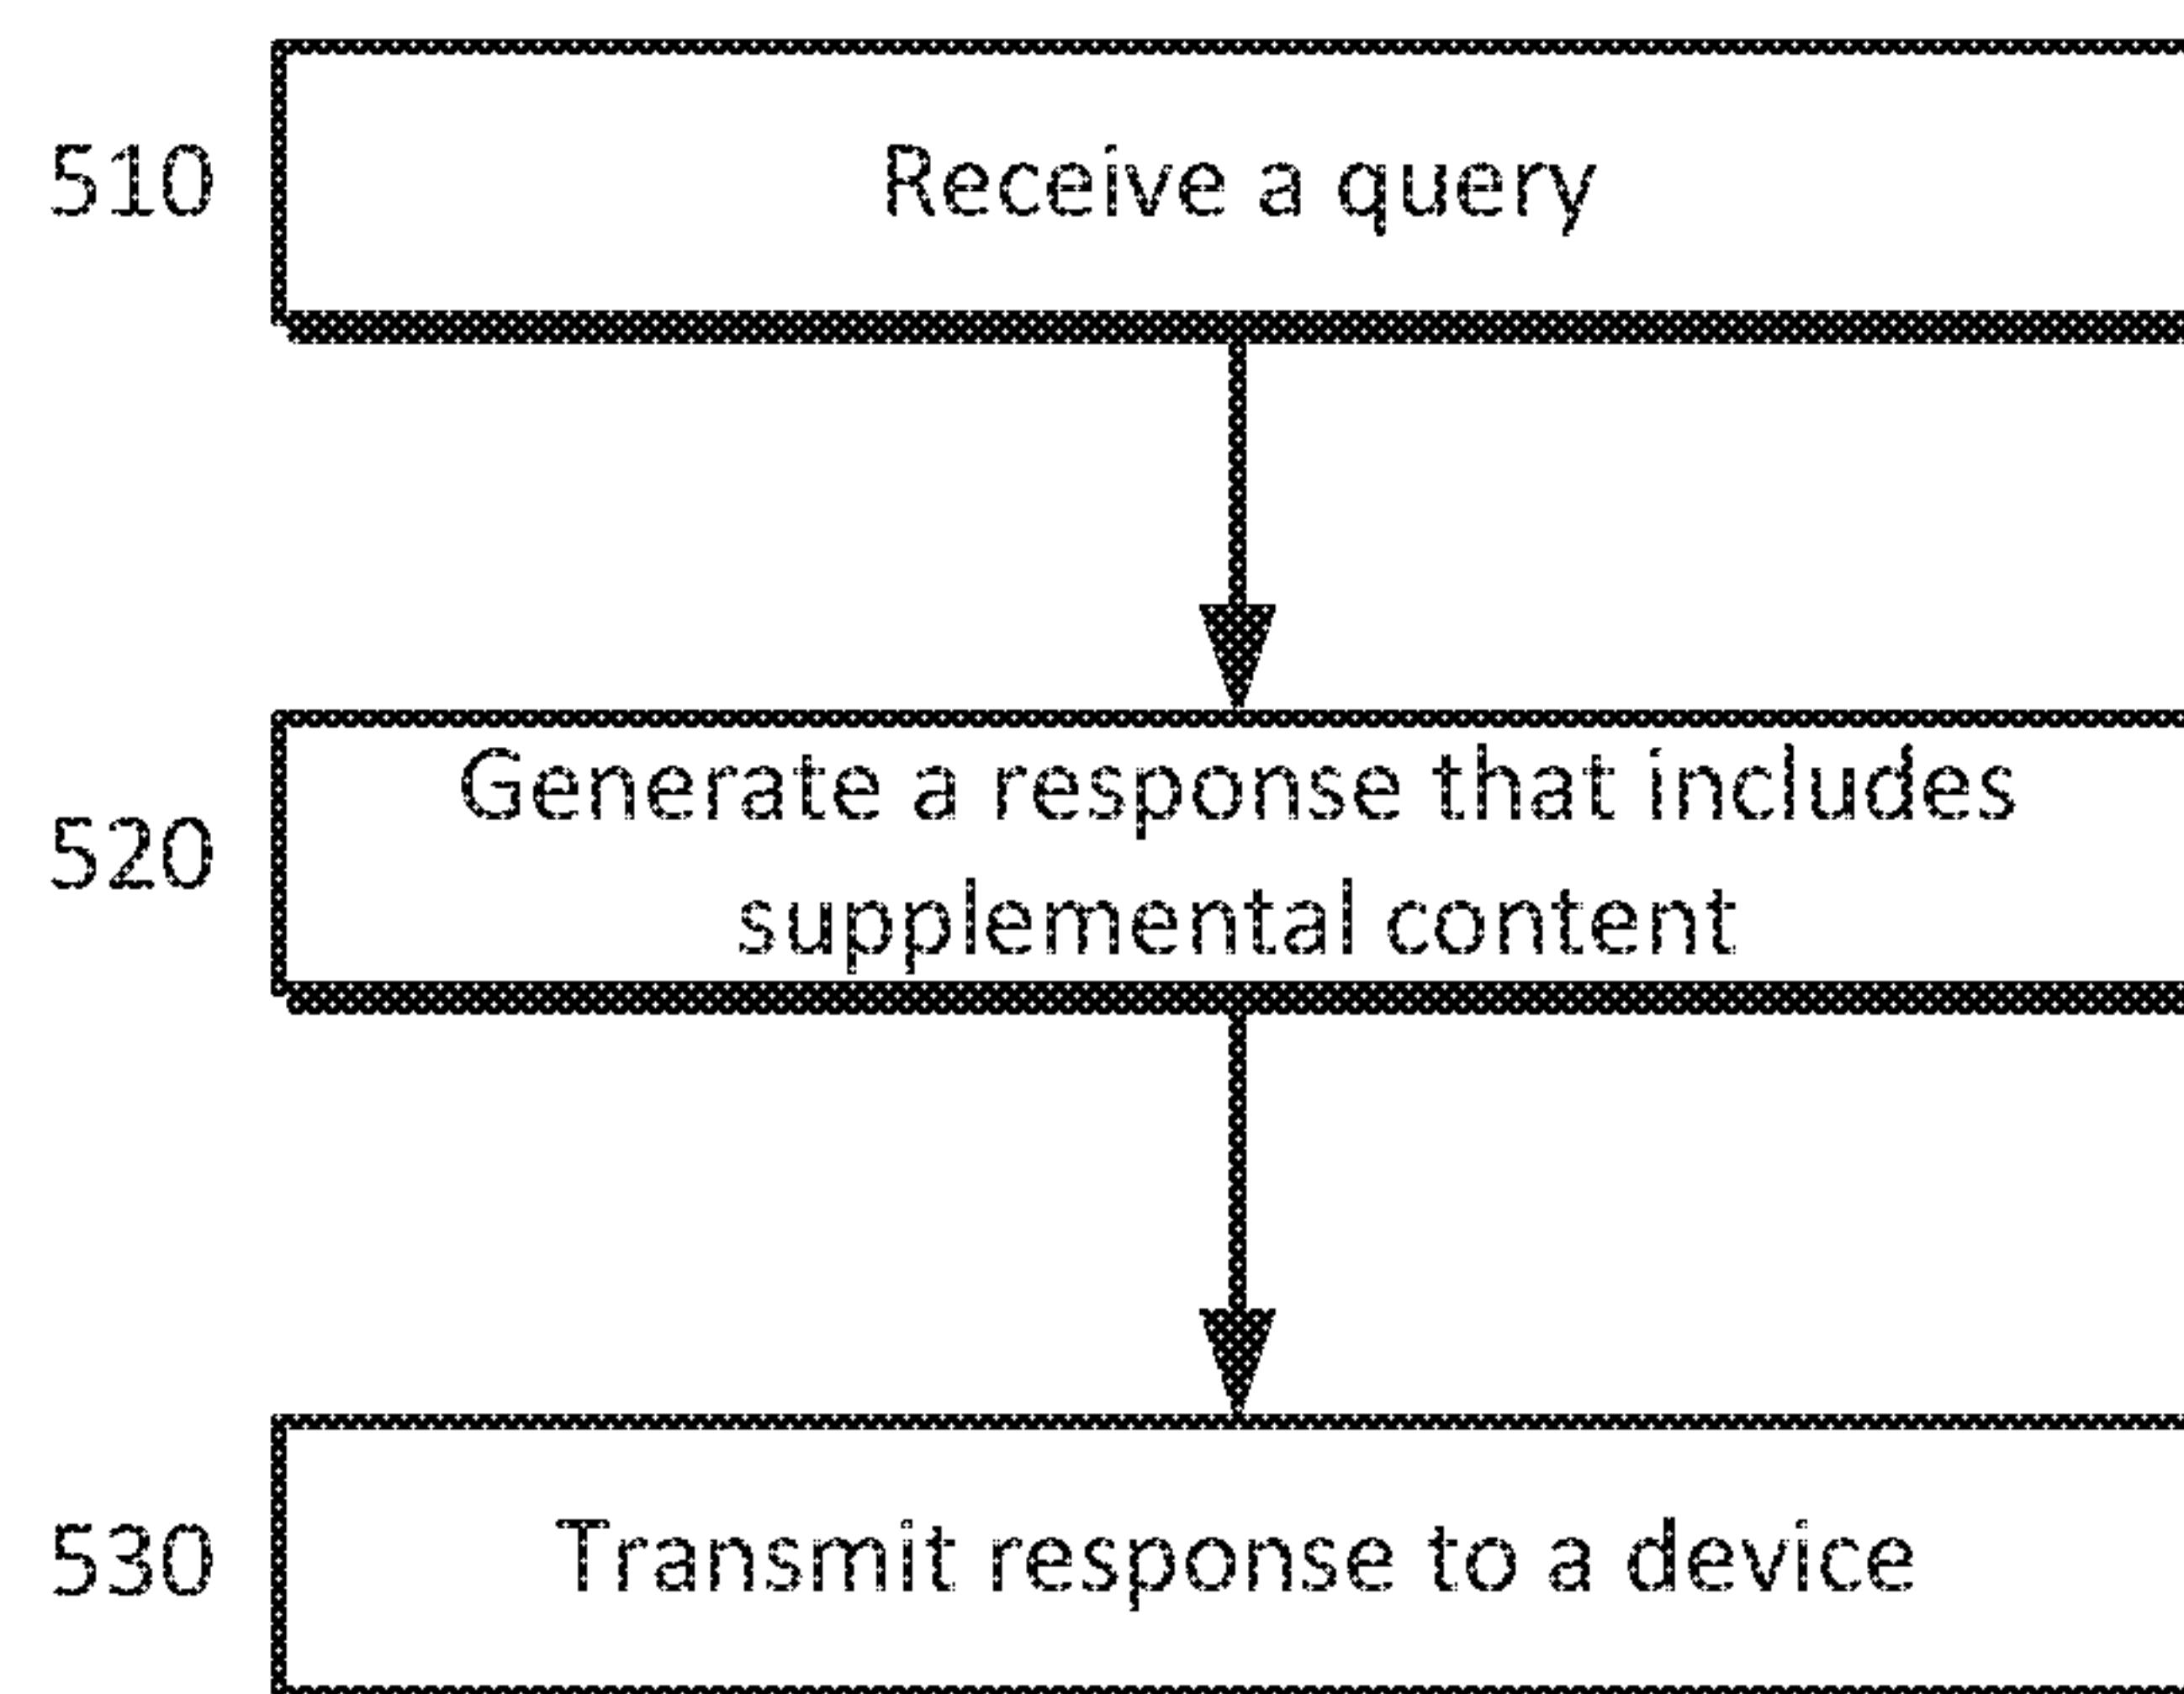 510
Receive a query
520
Generate a response that includes
supplemental content
530
Transmit response to a device